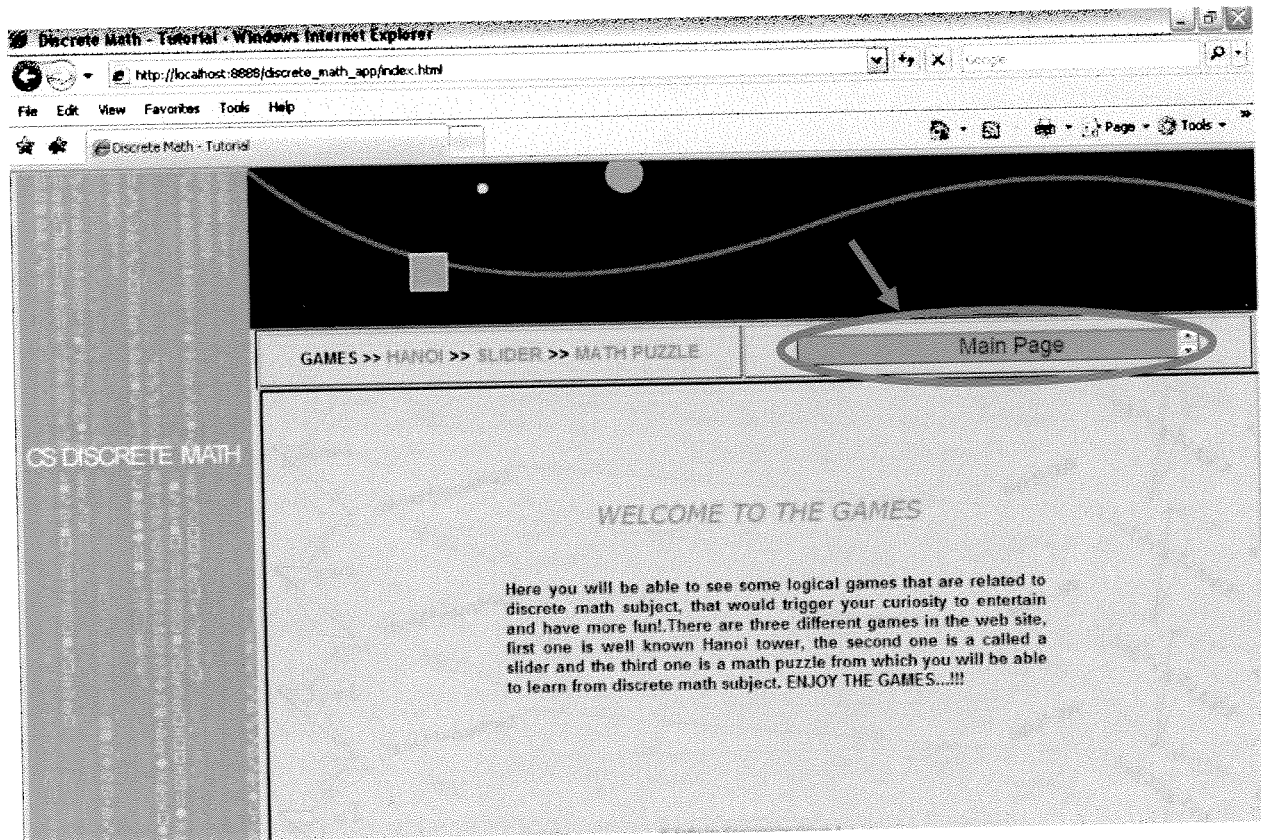 Discrete Math - Tutorial - Windows Internet Explorer
http://localhost:8888/discrete_math_app/index.html
Google
File Edit View Favorites Tools Help
Discrete Math - Tutorial
Page Tools
GAMES >> HANOI >> SLIDER >> MATH PUZZLE
Main Page
CS DISCRETE MATH
WELCOME TO THE GAMES
Here you will be able to see some logical games that are related to
discrete math subject, that would trigger your curiosity to entertain
and have more fun!.There are three different games in the web site,
first one is well known Hanoi tower, the second one is a called a
slider and the third one is a math puzzle from which you will be able
to learn from discrete math subject. ENJOY THE GAMES...!!!